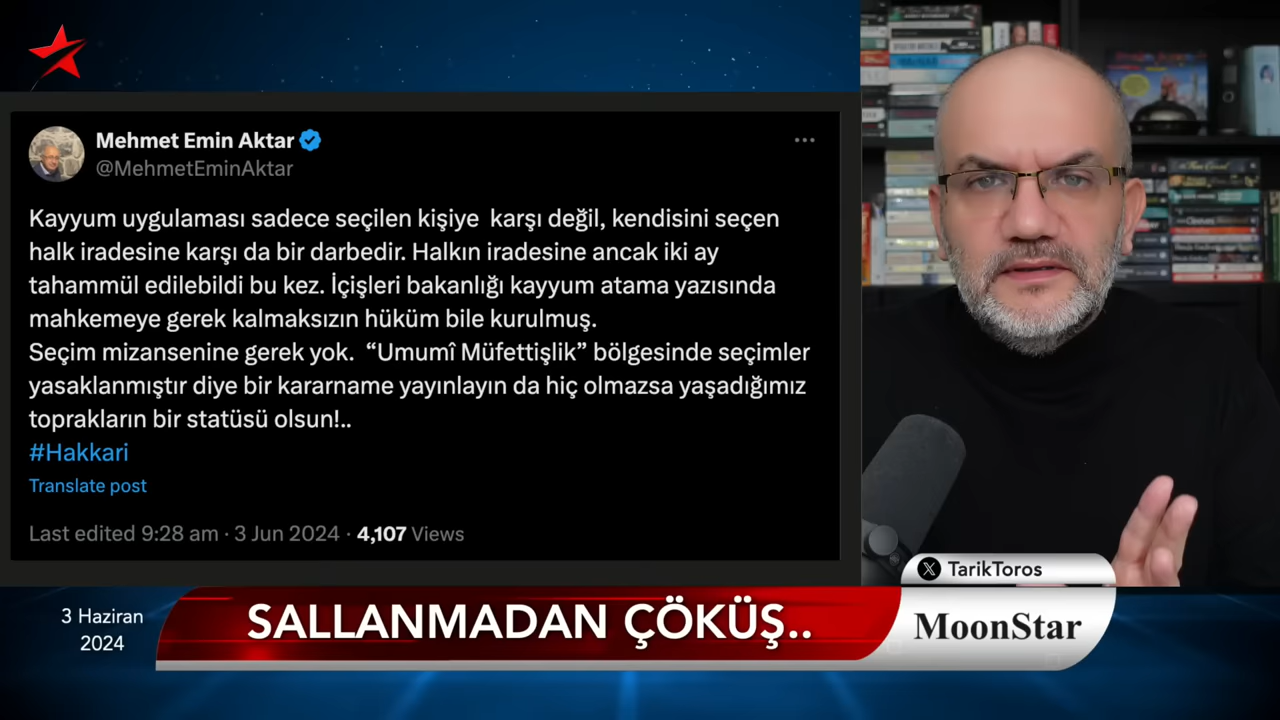 Mehmet Emin Aktar
@MehmetEminAktar
Kayyum uygulaması sadece seçilen kişiye karşı değil, kendisini seçen
halk iradesine karşı da bir darbedir. Halkın iradesine ancak iki ay
tahammül edilebildi bu kez. İçişleri bakanlığı kayyum atama yazısında
mahkemeye gerek kalmaksızın hüküm bile kurulmuş.
Seçim mizansenine gerek yok. “Umumî Müfettişlik” bölgesinde seçimler
yasaklanmıştır diye bir kararname yayınlayın da hiç olmazsa yaşadığımız
toprakların bir statüsü olsun!..
#Hakkari
Translate post
Last edited 9:28 am · 3 Jun 2024 · 4,107 Views
TarikToros
3 Haziran
2024
SALLANMADAN ÇÖKÜŞ..
MoonStar